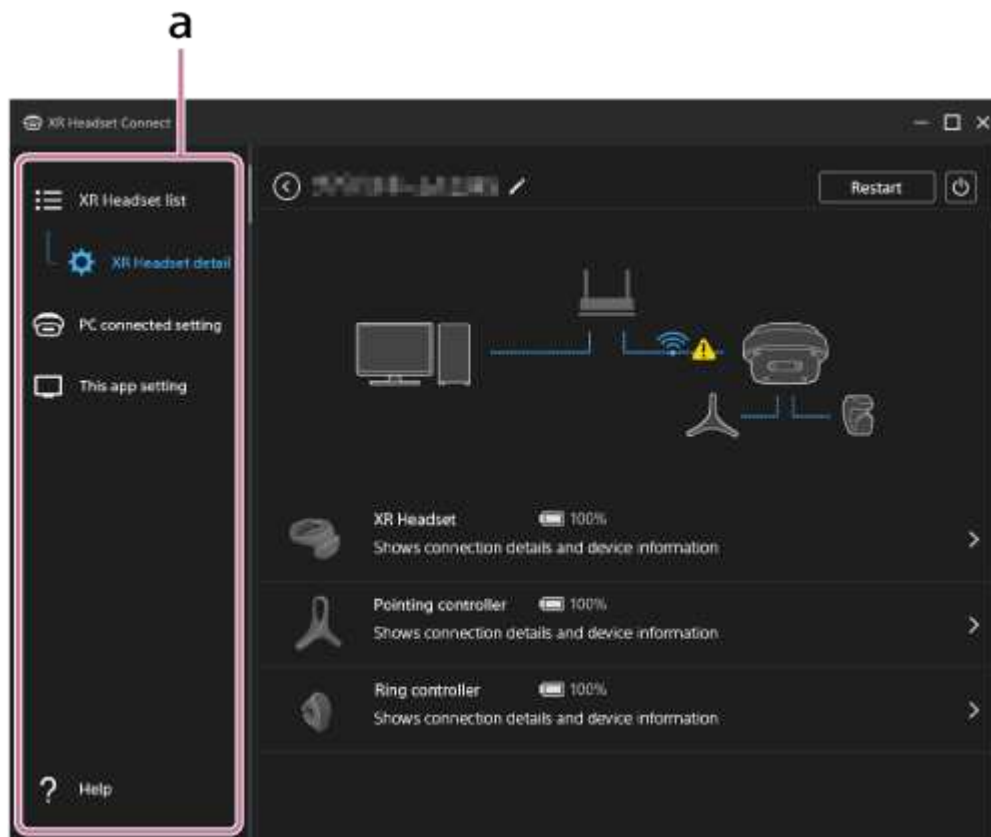 a
XR Headset Connect
XR Headset list
XR Headset detail
PC connected setting
This app setting
Help
Restart
XR Headset 100%
Shows connection details and device information
Pointing controller 100%
Shows connection details and device information
Ring controller 100%
Shows connection details and device information